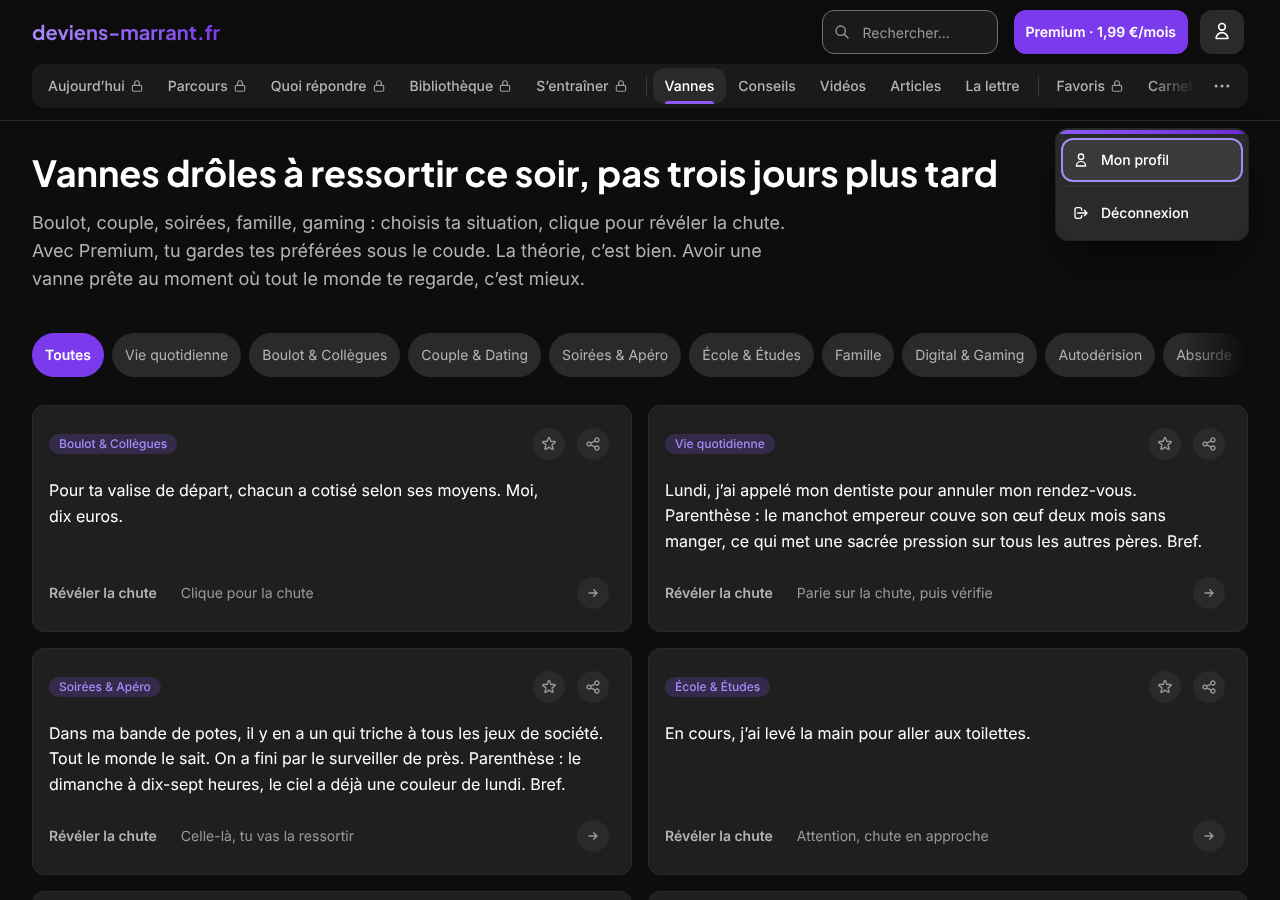 deviens-marrant.fr
Rechercher...
Premium · 1,99 €/mois
Aujourd’hui
Parcours
Quoi répondre
Bibliothèque
S’entraîner
Vannes
Conseils
Vidéos
Articles
La lettre
Favoris
Carnet
Mon profil
Déconnexion
Vannes drôles à ressortir ce soir, pas trois jours plus tard
Boulot, couple, soirées, famille, gaming : choisis ta situation, clique pour révéler la chute.
Avec Premium, tu gardes tes préférées sous le coude. La théorie, c’est bien. Avoir une
vanne prête au moment où tout le monde te regarde, c’est mieux.
Toutes
Vie quotidienne
Boulot & Collègues
Couple & Dating
Soirées & Apéro
École & Études
Famille
Digital & Gaming
Autodérision
Absurde
Boulot & Collègues
Pour ta valise de départ, chacun a cotisé selon ses moyens. Moi,
dix euros.
Révéler la chute
Clique pour la chute
Vie quotidienne
Lundi, j’ai appelé mon dentiste pour annuler mon rendez-vous.
Parenthèse : le manchot empereur couve son œuf deux mois sans
manger, ce qui met une sacrée pression sur tous les autres pères. Bref.
Révéler la chute
Parie sur la chute, puis vérifie
Soirées & Apéro
Dans ma bande de potes, il y en a un qui triche à tous les jeux de société.
Tout le monde le sait. On a fini par le surveiller de près. Parenthèse : le
dimanche à dix-sept heures, le ciel a déjà une couleur de lundi. Bref.
Révéler la chute
Celle-là, tu vas la ressortir
École & Études
En cours, j’ai levé la main pour aller aux toilettes.
Révéler la chute
Attention, chute en approche